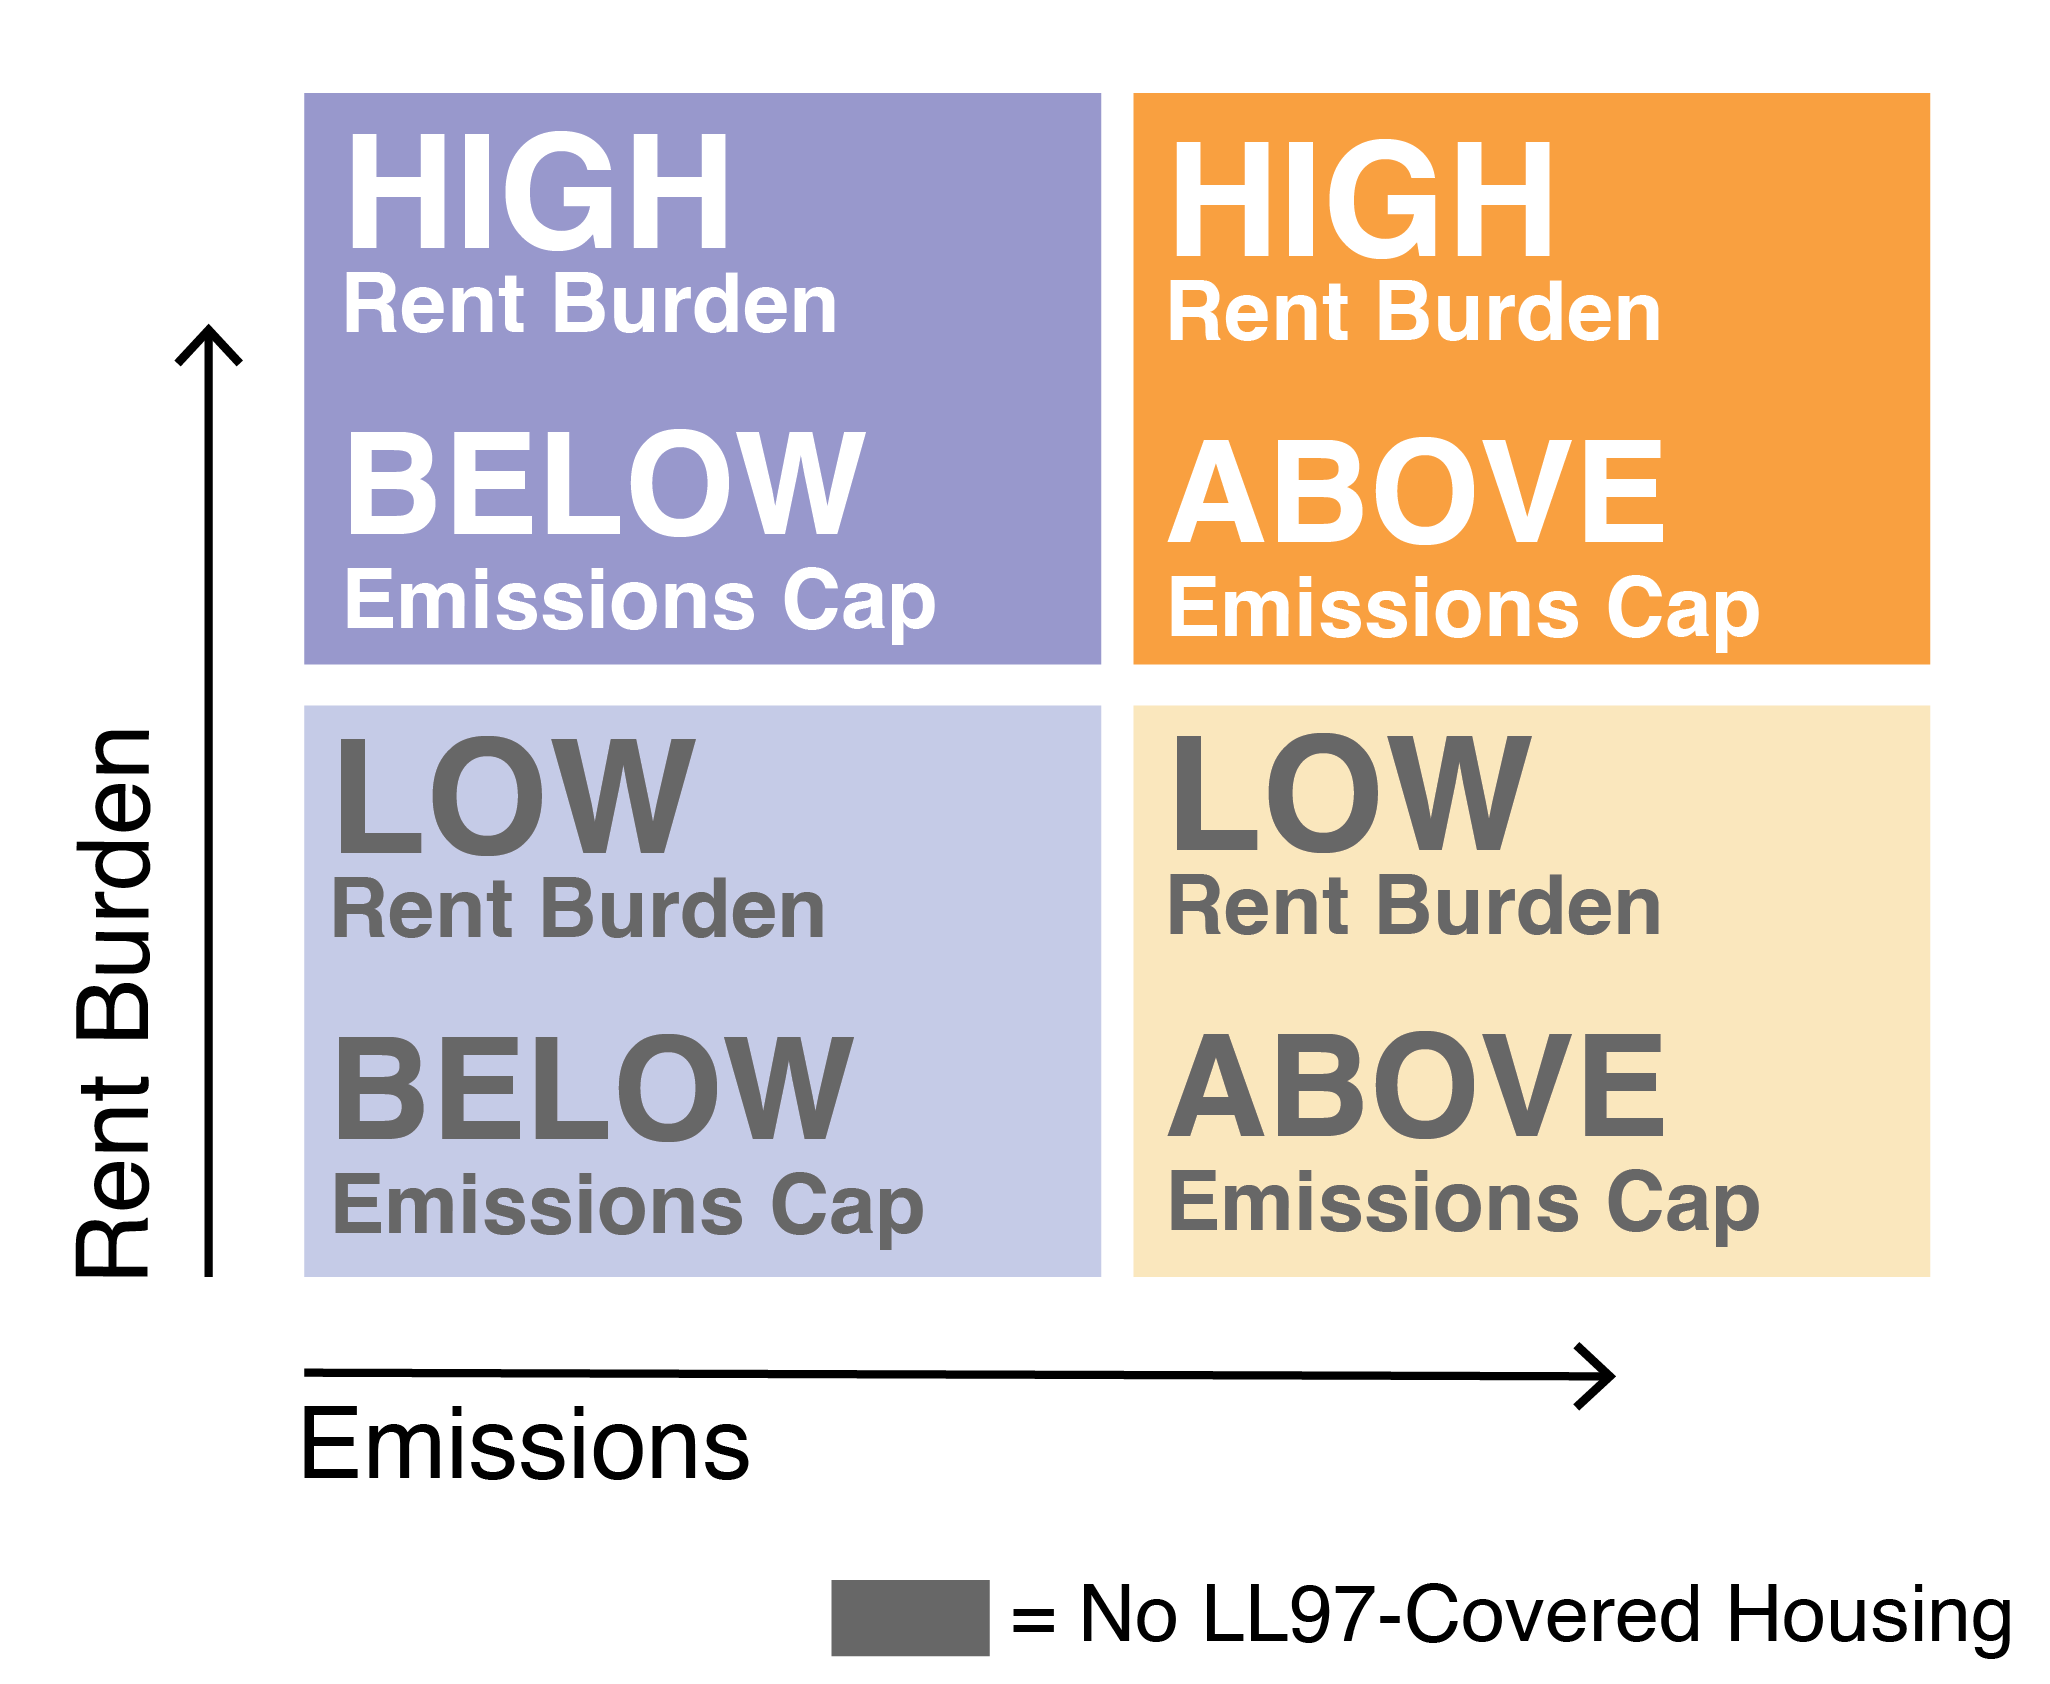 HIGH
Rent Burden
BELOW
Emissions Cap
HIGH
Rent Burden
ABOVE
Emissions Cap
LOW
Rent Burden
BELOW
Emissions Cap
LOW
Rent Burden
ABOVE
Emissions Cap
Rent Burden
Emissions
= No LL97-Covered Housing